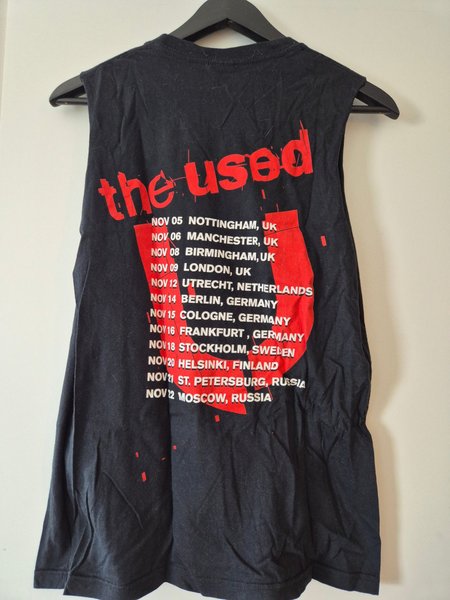 the used
NOV 05 NOTTINGHAM, UK
NOV 06 MANCHESTER, UK
NOV 08 BIRMINGHAM,UK
NOV 09 LONDON, UK
NOV 12 UTRECHT, NETHERLANDS
NOV 14 BERLIN, GERMANY
NOV 15 COLOGNE, GERMANY
NOV 16 FRANKFURT , GERMANY
NOV 18 STOCKHOLM, SWEDEN
NOV 20 HELSINKI, FINLAND
NOV 21 ST. PETERSBURG, RUSSIA
NOV 22 MOSCOW, RUSSIA